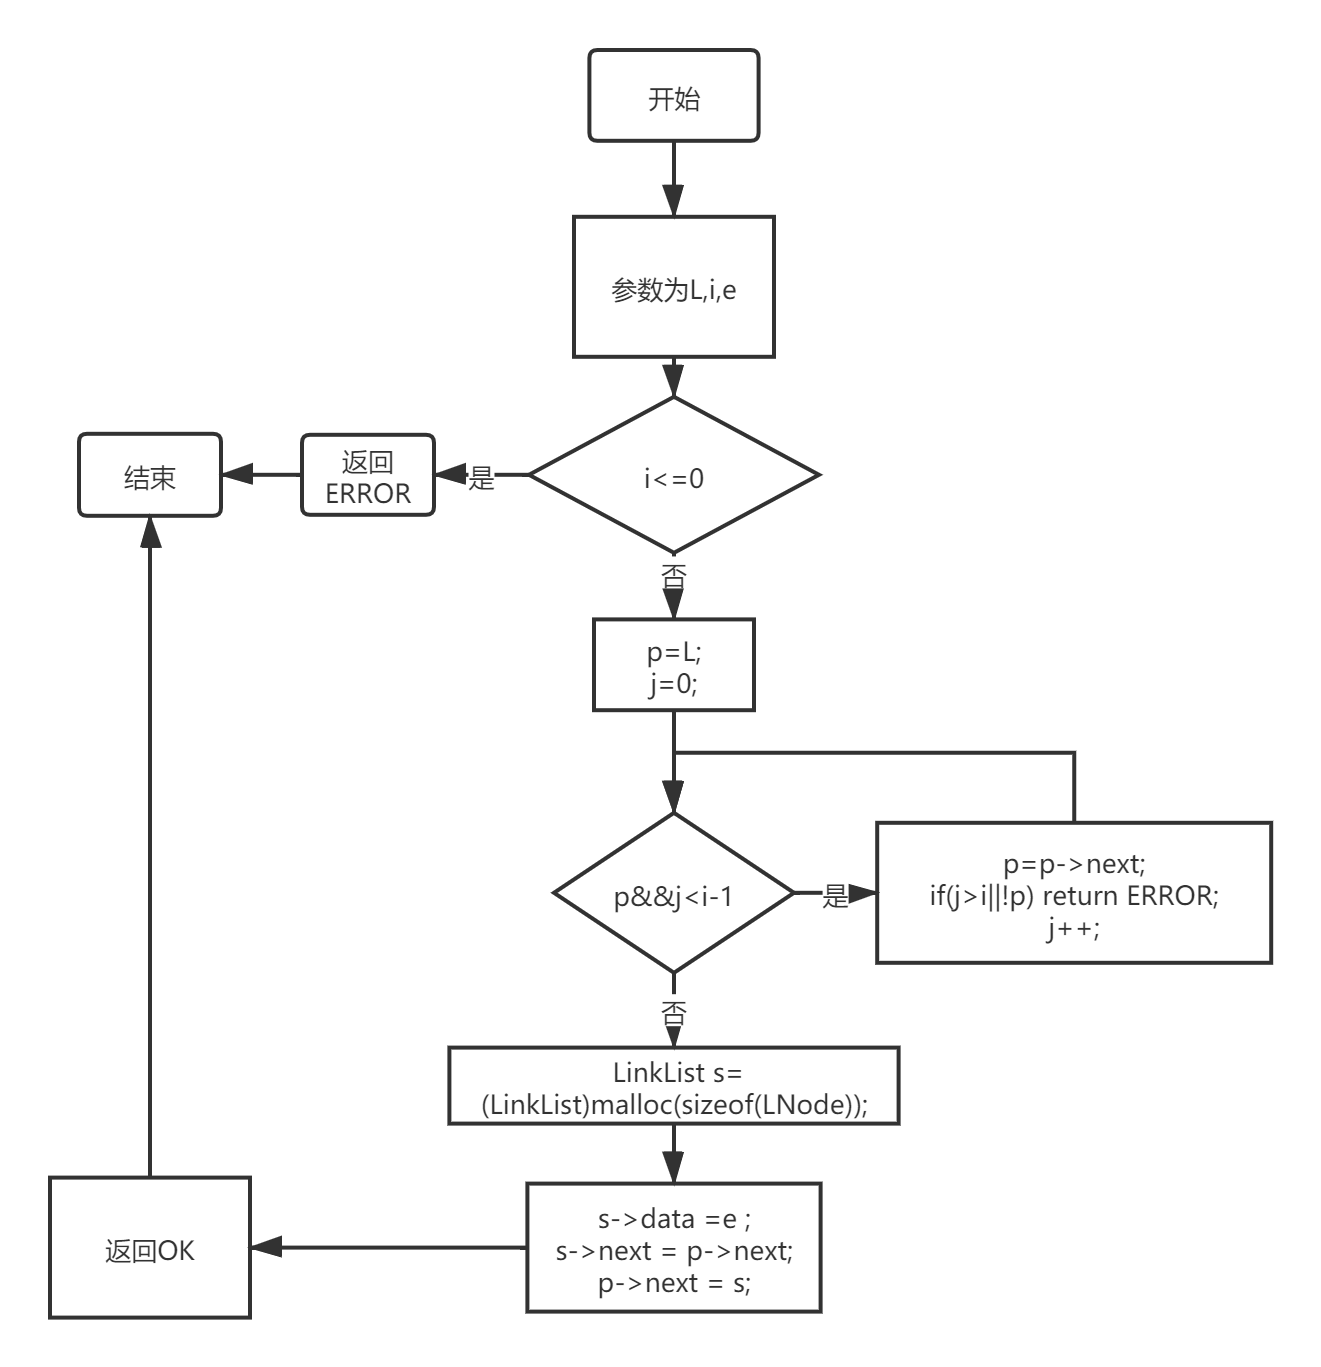 开始
参数为L,i,e
i<=0
是
返回
ERROR
结束
否
p=L;
j=0;
p&&j<i-1
是
p=p->next;
if(j>i||!p) return ERROR;
j++;
否
LinkList s=
(LinkList)malloc(sizeof(LNode));
s->data =e ;
s->next = p->next;
p->next = s;
返回OK